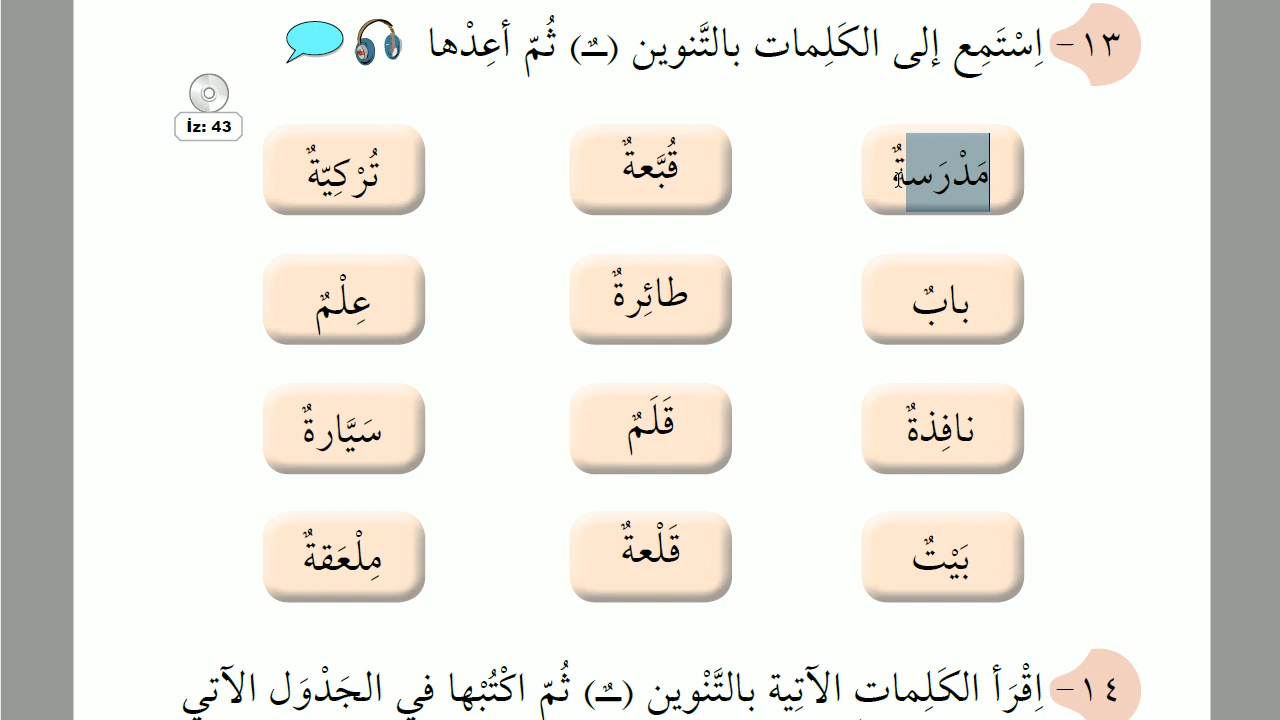 ١٣- اِسْتَمِع إلى الكَلِمات بالتَّنوين (ـٌـ) ثُمّ أعِدْها
İz: 43
مَدْرَسةٌ قُبَّعةٌ تُرْكِيّةٌ
بابٌ طائِرةٌ عِلْمٌ
نافِذةٌ قَلَمٌ سَيَّارةٌ
بَيْتٌ قَلْعةٌ مِلْعَقةٌ
١٤- اِقْرَأ الكَلِماتِ الآتِية بالتَّنْوين (ـٌـ) ثُمّ اكْتُبْها في الجَدْوَل الآتي